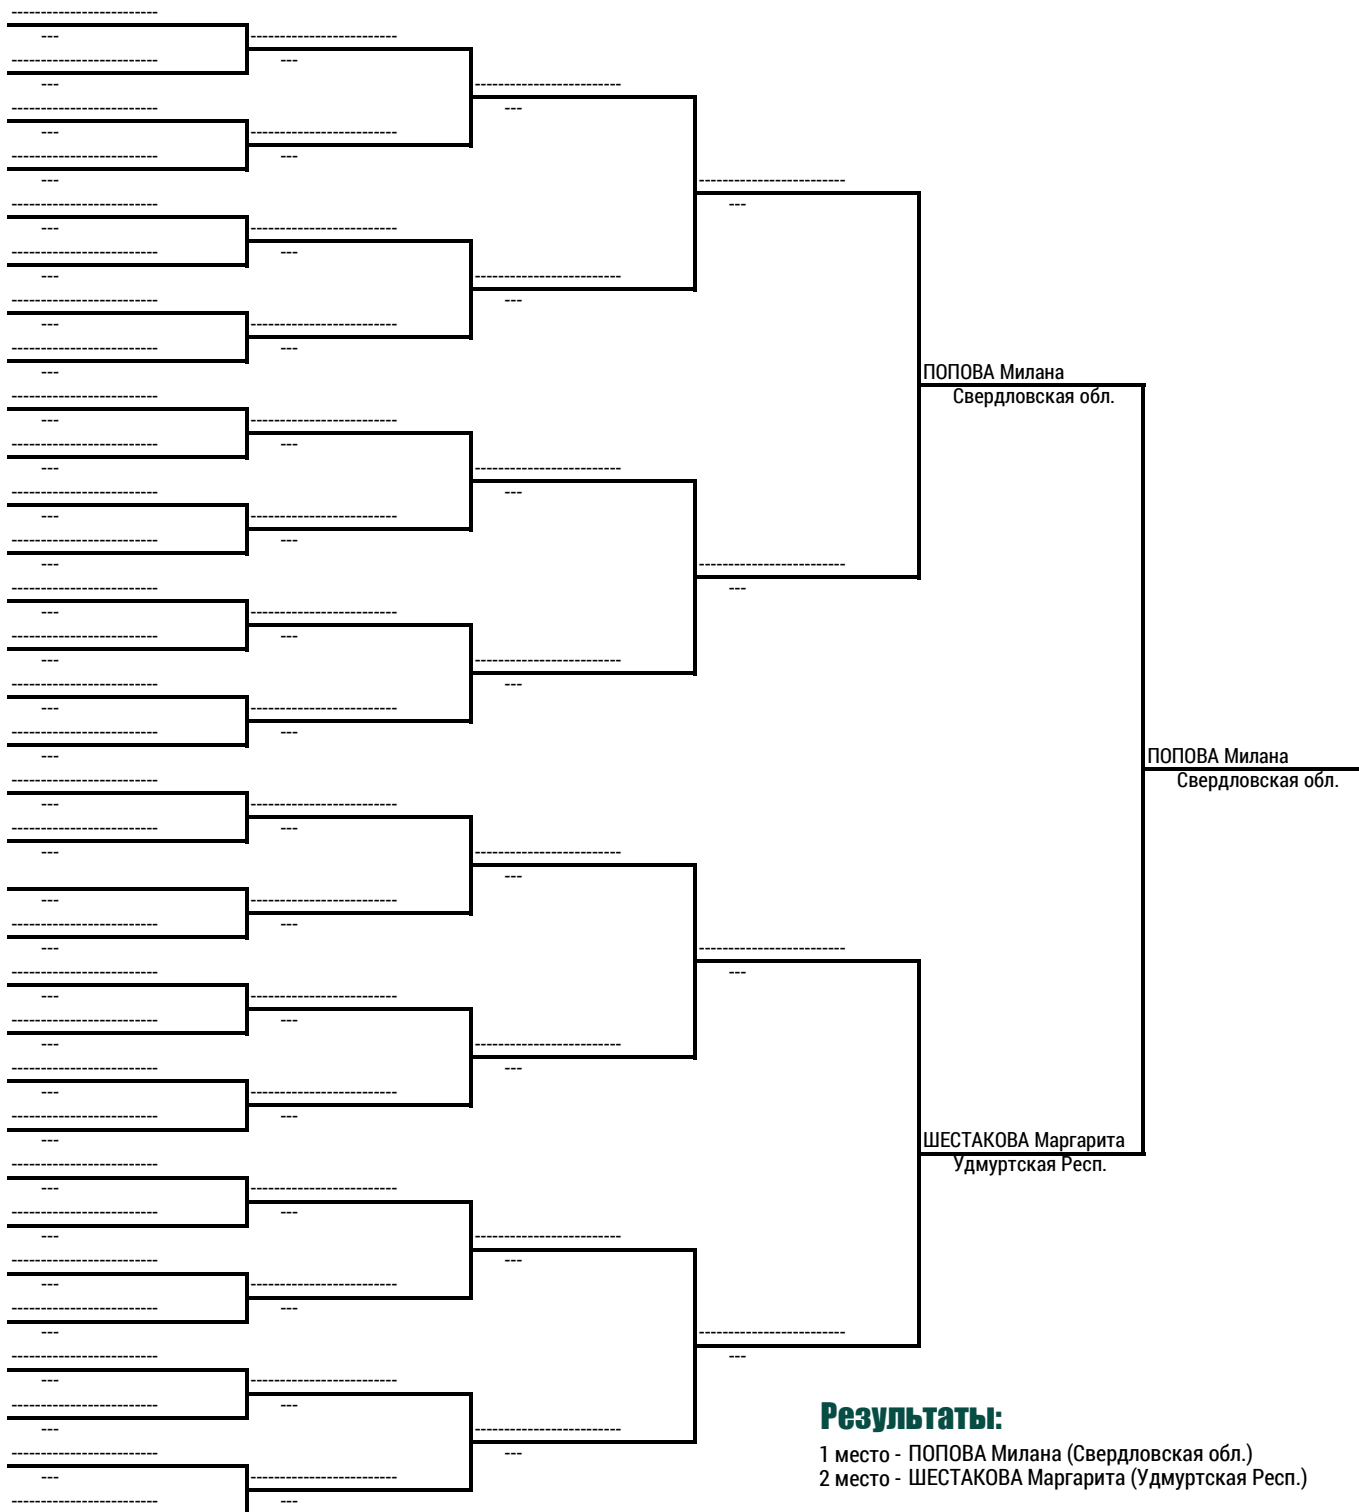 ПОПОВА Милана
Свердловская обл.
ПОПОВА Милана
Свердловская обл.
ШЕСТАКОВА Маргарита
Удмуртская Респ.
Результаты:
1 место - ПОПОВА Милана (Свердловская обл.)
2 место - ШЕСТАКОВА Маргарита (Удмуртская Респ.)